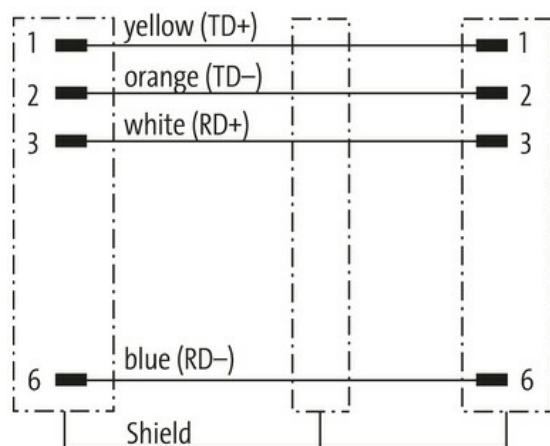 1 yellow (TD+) 1
2 orange (TD–) 2
3 white (RD+) 3
6 blue (RD–) 6
Shield